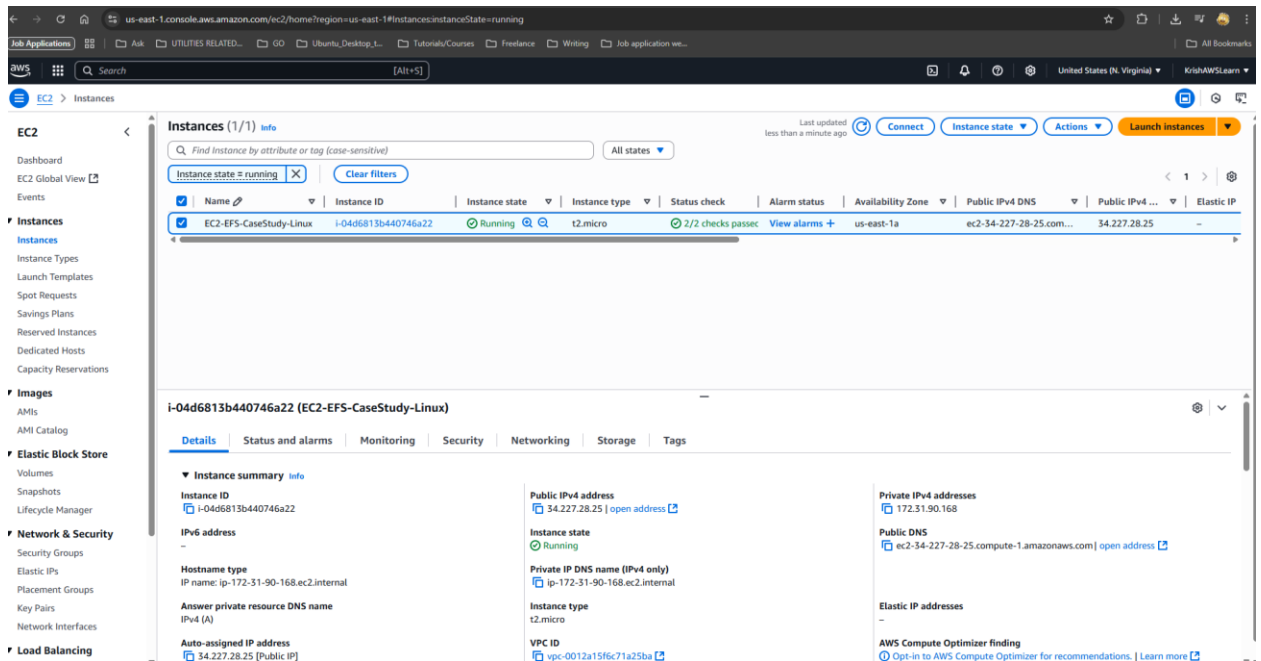 us-east-1.console.aws.amazon.com/ec2/home?region=us-east-1#Instances:instanceState=running
Job Applications Ask UTILITIES RELATED... GO Ubuntu_Desktop_t... Tutorials/Courses Freelance Writing Job application we... All Bookmarks
aws Search [Alt+S] United States (N. Virginia) ▼ KrishAWSLearn ▼
EC2 > Instances
EC2
Dashboard
EC2 Global View
Events
Instances
Instances
Instance Types
Launch Templates
Spot Requests
Savings Plans
Reserved Instances
Dedicated Hosts
Capacity Reservations
Images
AMIs
AMI Catalog
Elastic Block Store
Volumes
Snapshots
Lifecycle Manager
Network & Security
Security Groups
Elastic IPs
Placement Groups
Key Pairs
Network Interfaces
Load Balancing
Instances (1/1) Info
Last updated
less than a minute ago
Connect Instance state ▼ Actions ▼ Launch instances ▼
Find Instance by attribute or tag (case-sensitive) All states ▼
Instance state = running X Clear filters
< 1 >
Name Instance ID Instance state Instance type Status check Alarm status Availability Zone Public IPv4 DNS Public IPv4 ... Elastic IP
EC2-EFS-CaseStudy-Linux i-04d6813b440746a22 Running t2.micro 2/2 checks passec View alarms + us-east-1a ec2-34-227-28-25.com... 34.227.28.25 –
i-04d6813b440746a22 (EC2-EFS-CaseStudy-Linux)
Details Status and alarms Monitoring Security Networking Storage Tags
▼ Instance summary Info
Instance ID
i-04d6813b440746a22
Public IPv4 address
34.227.28.25 | open address
Private IPv4 addresses
172.31.90.168
IPv6 address
–
Instance state
Running
Public DNS
ec2-34-227-28-25.compute-1.amazonaws.com | open address
Hostname type
IP name: ip-172-31-90-168.ec2.internal
Private IP DNS name (IPv4 only)
ip-172-31-90-168.ec2.internal
Answer private resource DNS name
IPv4 (A)
Instance type
t2.micro
Elastic IP addresses
–
Auto-assigned IP address
34.227.28.25 [Public IP]
VPC ID
vpc-0012a15f6c71a25ba
AWS Compute Optimizer finding
Opt-in to AWS Compute Optimizer for recommendations. | Learn more